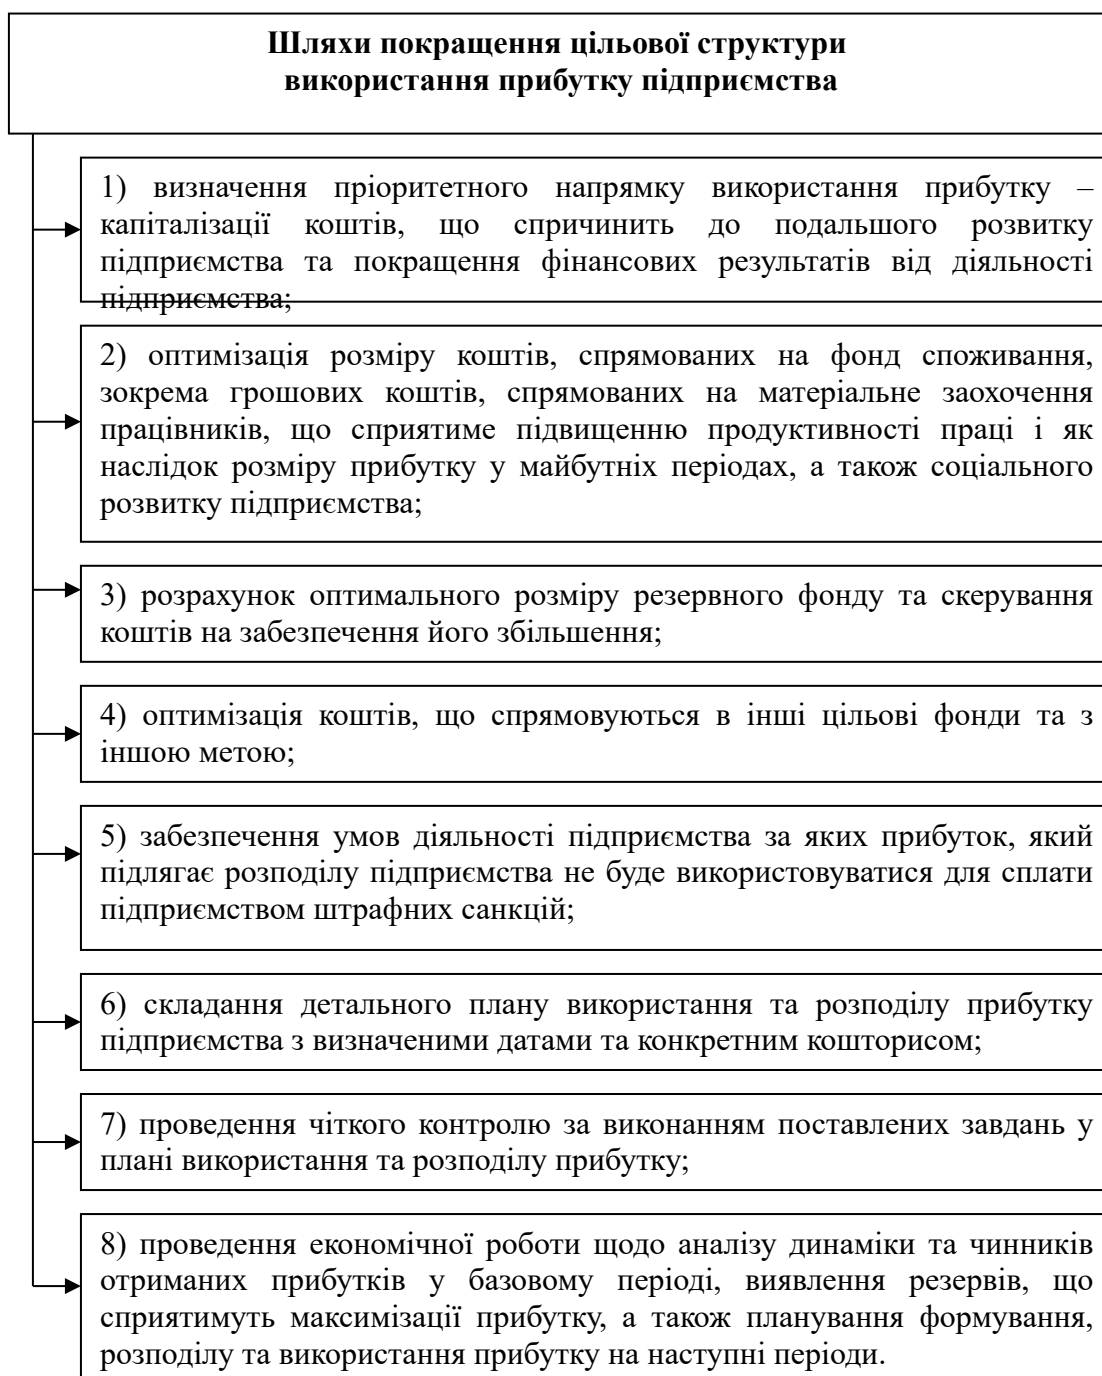 Шляхи покращення цільової структури
використання прибутку підприємства
1) визначення пріоритетного напрямку використання прибутку –
капіталізації коштів, що спричинить до подальшого розвитку
підприємства та покращення фінансових результатів від діяльності
підприємства;
2) оптимізація розміру коштів, спрямованих на фонд споживання,
зокрема грошових коштів, спрямованих на матеріальне заохочення
працівників, що сприятиме підвищенню продуктивності праці і як
наслідок розміру прибутку у майбутніх періодах, а також соціального
розвитку підприємства;
3) розрахунок оптимального розміру резервного фонду та скерування
коштів на забезпечення його збільшення;
4) оптимізація коштів, що спрямовуються в інші цільові фонди та з
іншою метою;
5) забезпечення умов діяльності підприємства за яких прибуток, який
підлягає розподілу підприємства не буде використовуватися для сплати
підприємством штрафних санкцій;
6) складання детального плану використання та розподілу прибутку
підприємства з визначеними датами та конкретним кошторисом;
7) проведення чіткого контролю за виконанням поставлених завдань у
плані використання та розподілу прибутку;
8) проведення економічної роботи щодо аналізу динаміки та чинників
отриманих прибутків у базовому періоді, виявлення резервів, що
сприятимуть максимізації прибутку, а також планування формування,
розподілу та використання прибутку на наступні періоди.